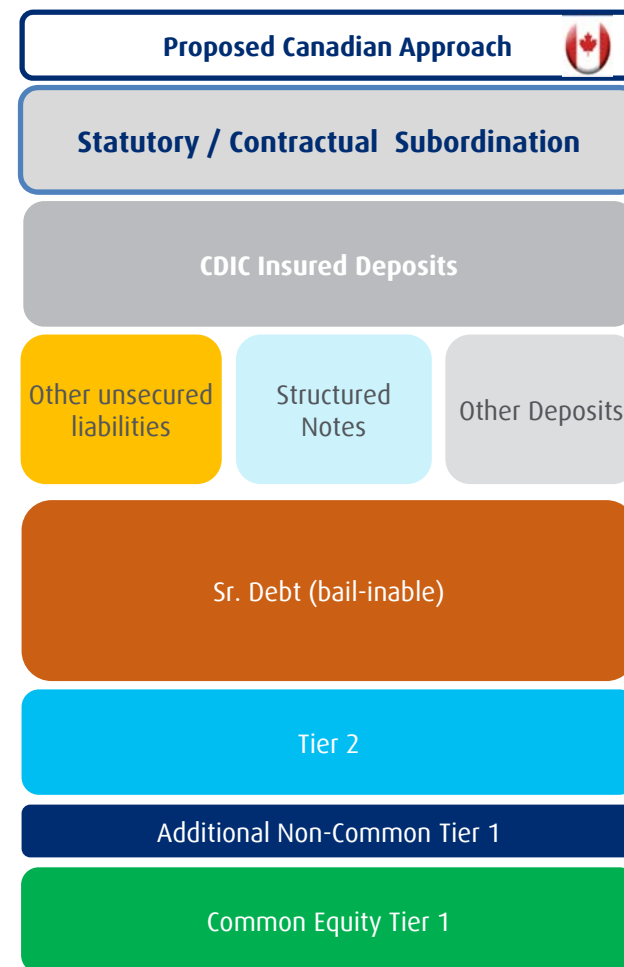 Proposed Canadian Approach
Statutory / Contractual Subordination
CDIC Insured Deposits
Other unsecured
liabilities
Structured
Notes
Other Deposits
Sr. Debt (bail-inable)
Tier 2
Additional Non-Common Tier 1
Common Equity Tier 1